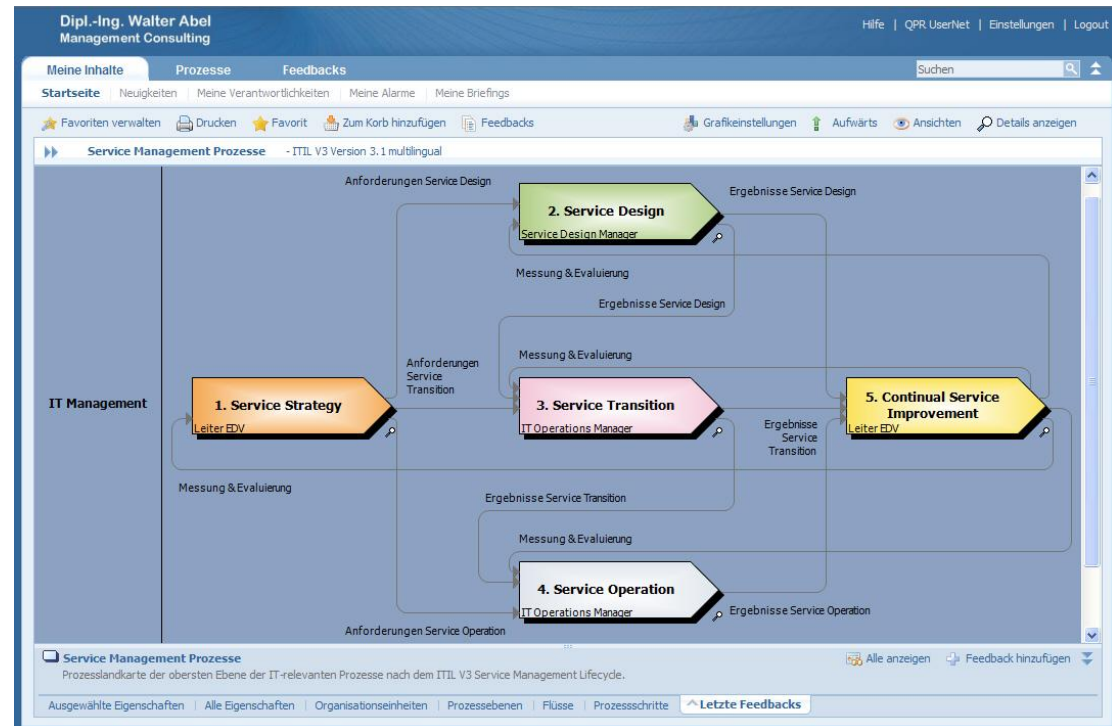 Dipl.-Ing. Walter Abel
Management Consulting
Hilfe | QPR UserNet | Einstellungen | Logout
Meine Inhalte Prozesse Feedbacks
Suchen
Startseite | Neuigkeiten | Meine Verantwortlichkeiten | Meine Alarme | Meine Briefings
Favoriten verwalten Drucken Favorit Zum Korb hinzufügen Feedbacks Grafikeinstellungen Aufwärts Ansichten Details anzeigen
Service Management Prozesse - ITIL V3 Version 3.1 multilingual
Anforderungen Service Design
Ergebnisse Service Design
2. Service Design
Service Design Manager
Messung & Evaluierung
Ergebnisse Service Design
Messung & Evaluierung
Anforderungen
Service
Transition
IT Management
1. Service Strategy
Leiter EDV
3. Service Transition
IT Operations Manager
5. Continual Service
Improvement
Leiter EDV
Ergebnisse
Service
Transition
Messung & Evaluierung
Ergebnisse Service Transition
Messung & Evaluierung
4. Service Operation
IT Operations Manager
Ergebnisse Service Operation
Anforderungen Service Operation
Service Management Prozesse
Alle anzeigen Feedback hinzufügen
Prozesslandkarte der obersten Ebene der IT-relevanten Prozesse nach dem ITIL V3 Service Management Lifecycle.
Ausgewählte Eigenschaften | Alle Eigenschaften | Organisationseinheiten | Prozessebenen | Flüsse | Prozessschritte | Letzte Feedbacks